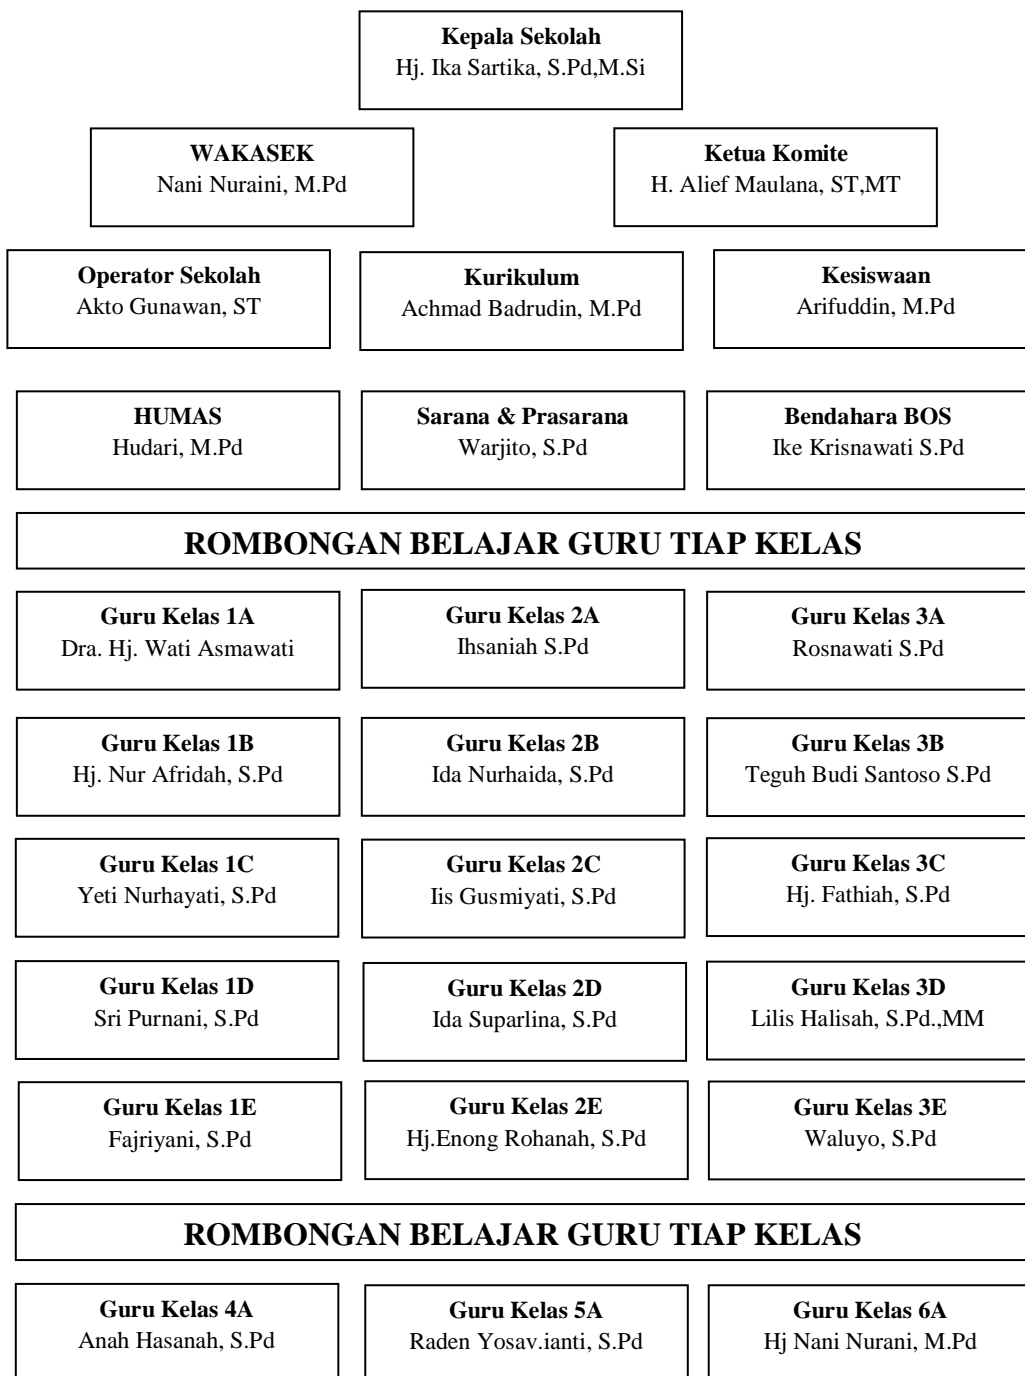 Kepala Sekolah
Hj. Ika Sartika, S.Pd,M.Si
WAKASEK
Nani Nuraini, M.Pd
Ketua Komite
H. Alief Maulana, ST,MT
Operator Sekolah
Akto Gunawan, ST
Kurikulum
Achmad Badrudin, M.Pd
Kesiswaan
Arifuddin, M.Pd
HUMAS
Hudari, M.Pd
Sarana & Prasarana
Warjito, S.Pd
Bendahara BOS
Ike Krisnawati S.Pd
ROMBONGAN BELAJAR GURU TIAP KELAS
Guru Kelas 1A
Dra. Hj. Wati Asmawati
Guru Kelas 2A
Ihsaniah S.Pd
Guru Kelas 3A
Rosnawati S.Pd
Guru Kelas 1B
Hj. Nur Afridah, S.Pd
Guru Kelas 2B
Ida Nurhaida, S.Pd
Guru Kelas 3B
Teguh Budi Santoso S.Pd
Guru Kelas 1C
Yeti Nurhayati, S.Pd
Guru Kelas 2C
Iis Gusmiyati, S.Pd
Guru Kelas 3C
Hj. Fathiah, S.Pd
Guru Kelas 1D
Sri Purnani, S.Pd
Guru Kelas 2D
Ida Suparlina, S.Pd
Guru Kelas 3D
Lilis Halisah, S.Pd.,MM
Guru Kelas 1E
Fajriyani, S.Pd
Guru Kelas 2E
Hj.Enong Rohanah, S.Pd
Guru Kelas 3E
Waluyo, S.Pd
ROMBONGAN BELAJAR GURU TIAP KELAS
Guru Kelas 4A
Anah Hasanah, S.Pd
Guru Kelas 5A
Raden Yosav.ianti, S.Pd
Guru Kelas 6A
Hj Nani Nurani, M.Pd